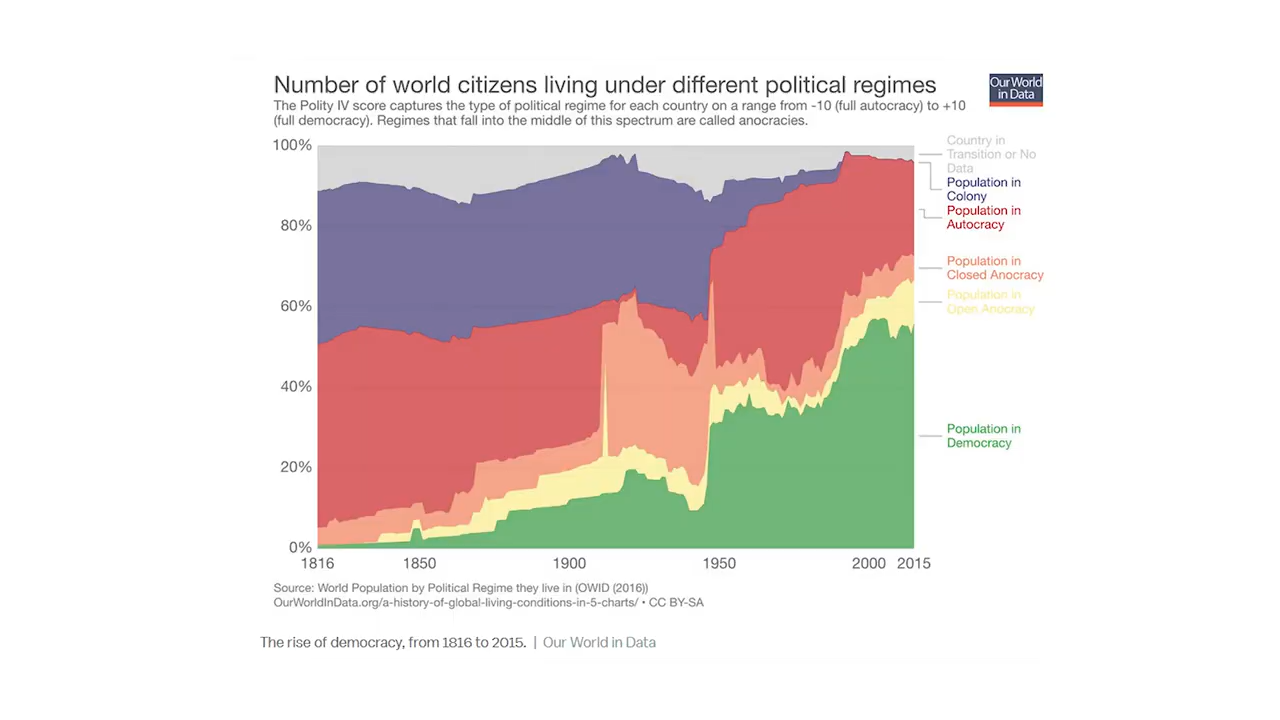 Number of world citizens living under different political regimes
Our World
in Data
The Polity IV score captures the type of political regime for each country on a range from -10 (full autocracy) to +10
(full democracy). Regimes that fall into the middle of this spectrum are called anocracies.
100%
80%
60%
40%
20%
0%
1816
1850
1900
1950
2000
2015
Country in
Transition or No
Data
Population in
Colony
Population in
Autocracy
Population in
Closed Anocracy
Population in
Open Anocracy
Population in
Democracy
Source: World Population by Political Regime they live in (OWID (2016))
OurWorldInData.org/a-history-of-global-living-conditions-in-5-charts/ • CC BY-SA
The rise of democracy, from 1816 to 2015. | Our World in Data